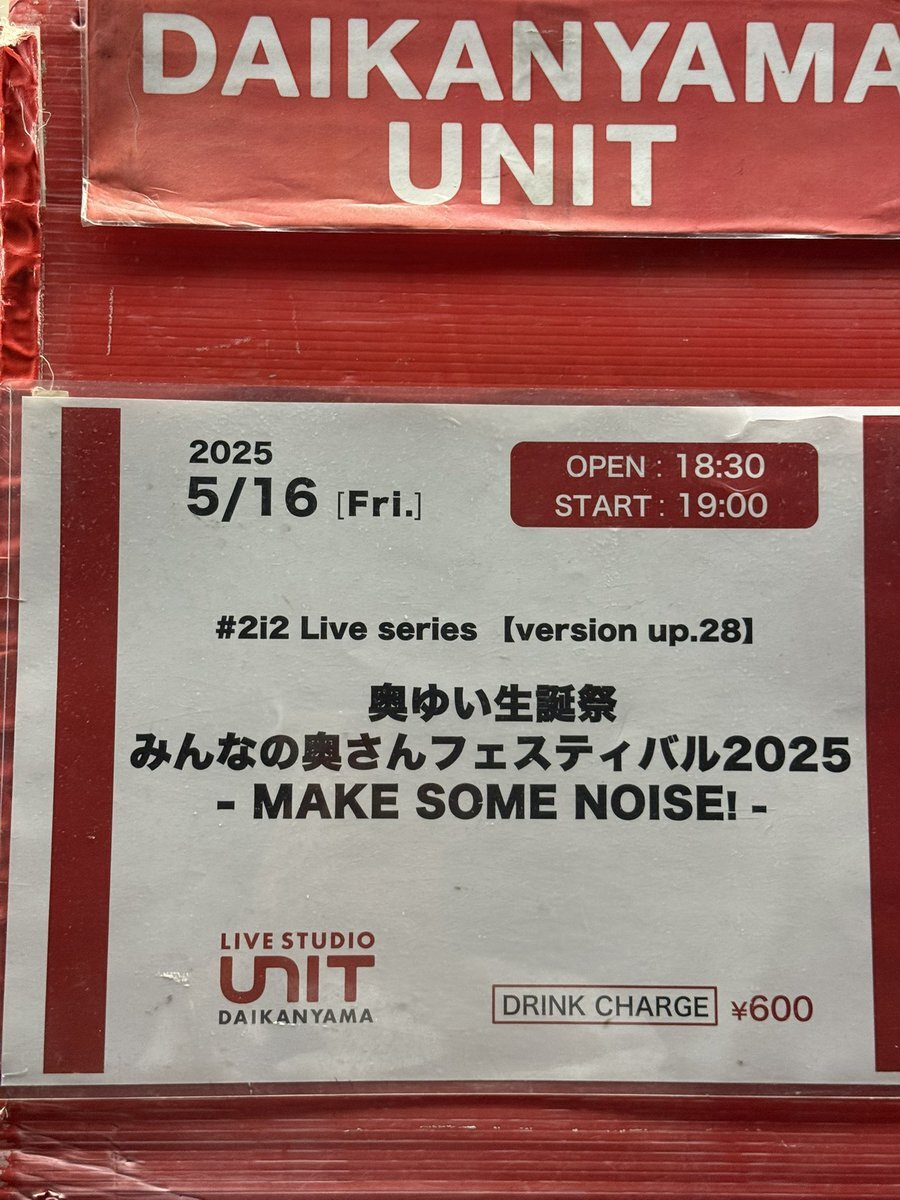 DAIKANYAMA
UNIT
2025
5/16 [Fri.]
OPEN : 18:30
START : 19:00
#2i2 Live series 【version up.28】
奥ゆい生誕祭
みんなの奥さんフェスティバル2025
- MAKE SOME NOISE! -
LIVE STUDIO
UNIT
DAIKANYAMA
DRINK CHARGE ¥600